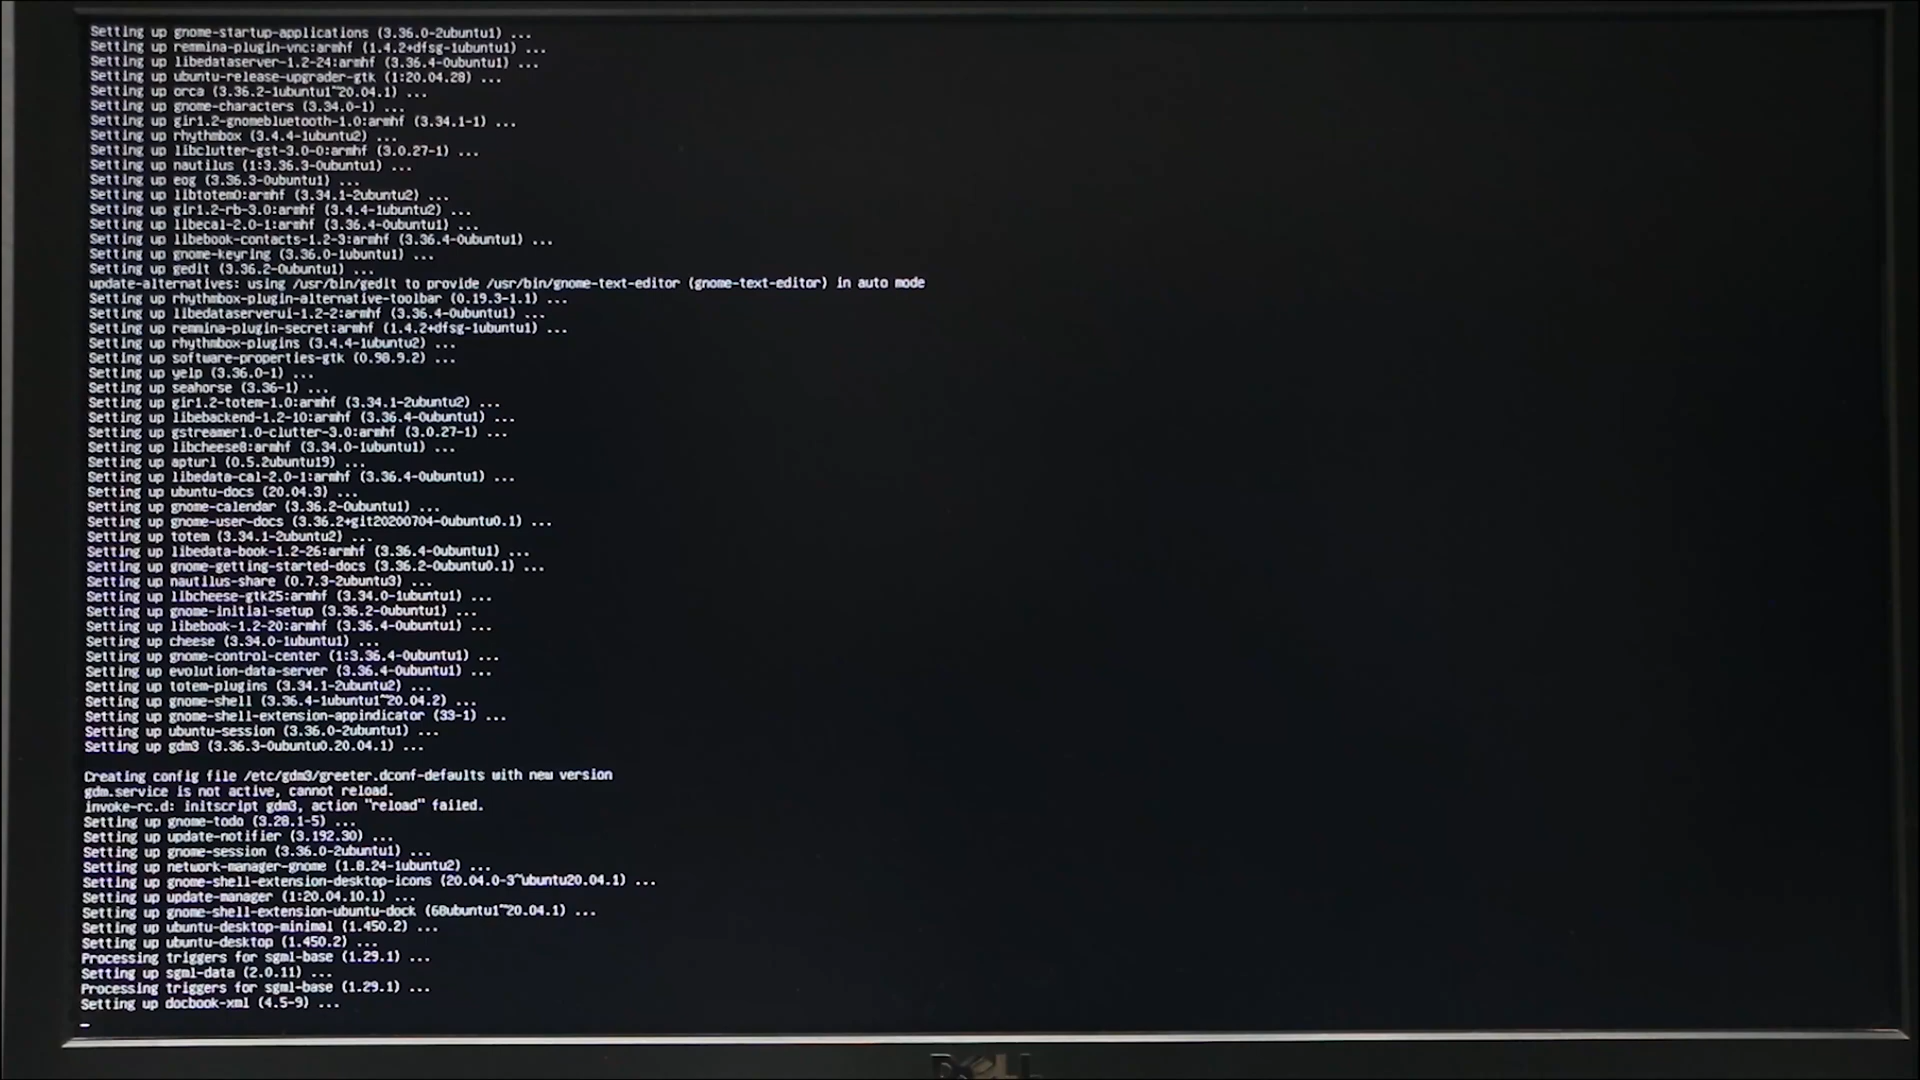 Setting up gnome-startup-applications (3.36.0-2ubuntu1) ...
Setting up remmina-plugin-vnc:armhf (1.4.2+dfsg-1ubuntu1) ...
Setting up libedataserver-1.2-24:armhf (3.36.4-0ubuntu1) ...
Setting up ubuntu-release-upgrader-gtk (1:20.04.28) ...
Setting up orca (3.36.2-1ubuntu1~20.04.1) ...
Setting up gnome-characters (3.34.0-1) ...
Setting up gir1.2-gnomebluetooth-1.0:armhf (3.34.1-1) ...
Setting up rhythmbox (3.4.4-1ubuntu2) ...
Setting up libclutter-gst-3.0-0:armhf (3.0.27-1) ...
Setting up nautilus (1:3.36.3-0ubuntu1) ...
Setting up eog (3.36.3-0ubuntu1) ...
Setting up libtotem0:armhf (3.34.1-2ubuntu2) ...
Setting up gir1.2-rb-3.0:armhf (3.4.4-1ubuntu2) ...
Setting up libecal-2.0-1:armhf (3.36.4-0ubuntu1) ...
Setting up libebook-contacts-1.2-3:armhf (3.36.4-0ubuntu1) ...
Setting up gnome-keyring (3.36.0-1ubuntu1) ...
Setting up gedit (3.36.2-0ubuntu1) ...
update-alternatives: using /usr/bin/gedit to provide /usr/bin/gnome-text-editor (gnome-text-editor) in auto mode
Setting up rhythmbox-plugin-alternative-toolbar (0.19.3-1.1) ...
Setting up libedataserverui-1.2-2:armhf (3.36.4-0ubuntu1) ...
Setting up remmina-plugin-secret:armhf (1.4.2+dfsg-1ubuntu1) ...
Setting up rhythmbox-plugins (3.4.4-1ubuntu2) ...
Setting up software-properties-gtk (0.98.9.2) ...
Setting up yelp (3.36.0-1) ...
Setting up seahorse (3.36-1) ...
Setting up gir1.2-totem-1.0:armhf (3.34.1-2ubuntu2) ...
Setting up libebackend-1.2-10:armhf (3.36.4-0ubuntu1) ...
Setting up gstreamer1.0-clutter-3.0:armhf (3.0.27-1) ...
Setting up libcheese8:armhf (3.34.0-1ubuntu1) ...
Setting up apturl (0.5.2ubuntu19) ...
Setting up libedata-cal-2.0-1:armhf (3.36.4-0ubuntu1) ...
Setting up ubuntu-docs (20.04.3) ...
Setting up gnome-calendar (3.36.2-0ubuntu1) ...
Setting up gnome-user-docs (3.36.2+git20200704-0ubuntu0.1) ...
Setting up totem (3.34.1-2ubuntu2) ...
Setting up libedata-book-1.2-26:armhf (3.36.4-0ubuntu1) ...
Setting up gnome-getting-started-docs (3.36.2-0ubuntu0.1) ...
Setting up nautilus-share (0.7.3-2ubuntu3) ...
Setting up libcheese-gtk25:armhf (3.34.0-1ubuntu1) ...
Setting up gnome-initial-setup (3.36.2-0ubuntu1) ...
Setting up libebook-1.2-20:armhf (3.36.4-0ubuntu1) ...
Setting up cheese (3.34.0-1ubuntu1) ...
Setting up gnome-control-center (1:3.36.4-0ubuntu1) ...
Setting up evolution-data-server (3.36.4-0ubuntu1) ...
Setting up totem-plugins (3.34.1-2ubuntu2) ...
Setting up gnome-shell (3.36.4-1ubuntu1~20.04.2) ...
Setting up gnome-shell-extension-appindicator (33-1) ...
Setting up ubuntu-session (3.36.0-2ubuntu1) ...
Setting up gdm3 (3.36.3-0ubuntu0.20.04.1) ...
Creating config file /etc/gdm3/greeter.dconf-defaults with new version
gdm.service is not active, cannot reload.
invoke-rc.d: initscript gdm3, action "reload" failed.
Setting up gnome-todo (3.28.1-5) ...
Setting up update-notifier (3.192.30) ...
Setting up gnome-session (3.36.0-2ubuntu1) ...
Setting up network-manager-gnome (1.8.24-1ubuntu2) ...
Setting up gnome-shell-extension-desktop-icons (20.04.0-3~ubuntu20.04.1) ...
Setting up update-manager (1:20.04.10.1) ...
Setting up gnome-shell-extension-ubuntu-dock (68ubuntu1~20.04.1) ...
Setting up ubuntu-desktop-minimal (1.450.2) ...
Setting up ubuntu-desktop (1.450.2) ...
Processing triggers for sgml-base (1.29.1) ...
Setting up sgml-data (2.0.11) ...
Processing triggers for sgml-base (1.29.1) ...
Setting up docbook-xml (4.5-9) ...
DELL